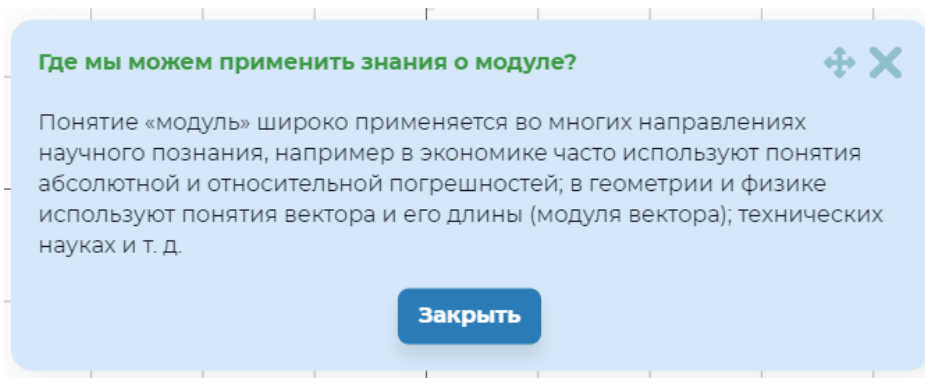 Где мы можем применить знания о модуле?
Понятие «модуль» широко применяется во многих направлениях
научного познания, например в экономике часто используют понятия
абсолютной и относительной погрешностей; в геометрии и физике
используют понятия вектора и его длины (модуля вектора); технических
науках и т. д.
Закрыть